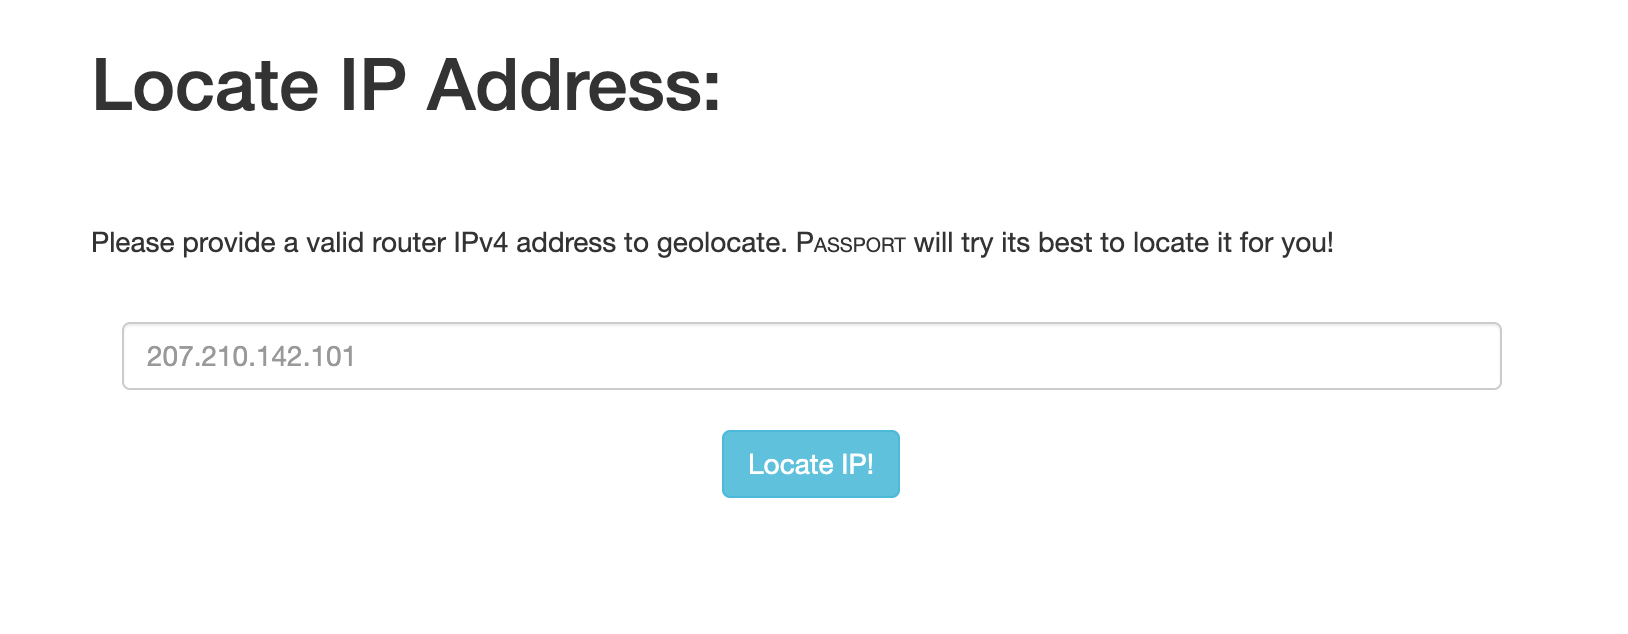 Locate IP Address:
Please provide a valid router IPv4 address to geolocate. PASSPORT will try its best to locate it for you!
207.210.142.101
Locate IP!